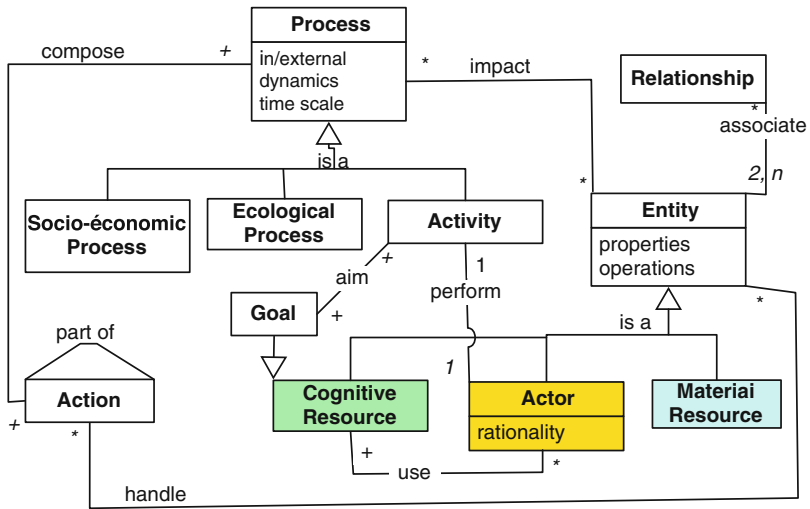 Process
compose
+
in/external
dynamics
time scale
*
impact
Relationship
*
associate
is a
2, n
*
Socio-économic
Process
Ecological
Process
Activity
Entity
properties
operations
+
1
aim
perform
*
Goal
+
is a
part of
Action
+
*
Cognitive
Resource
1
Actor
rationality
Materiai
Resource
+
use
*
handle